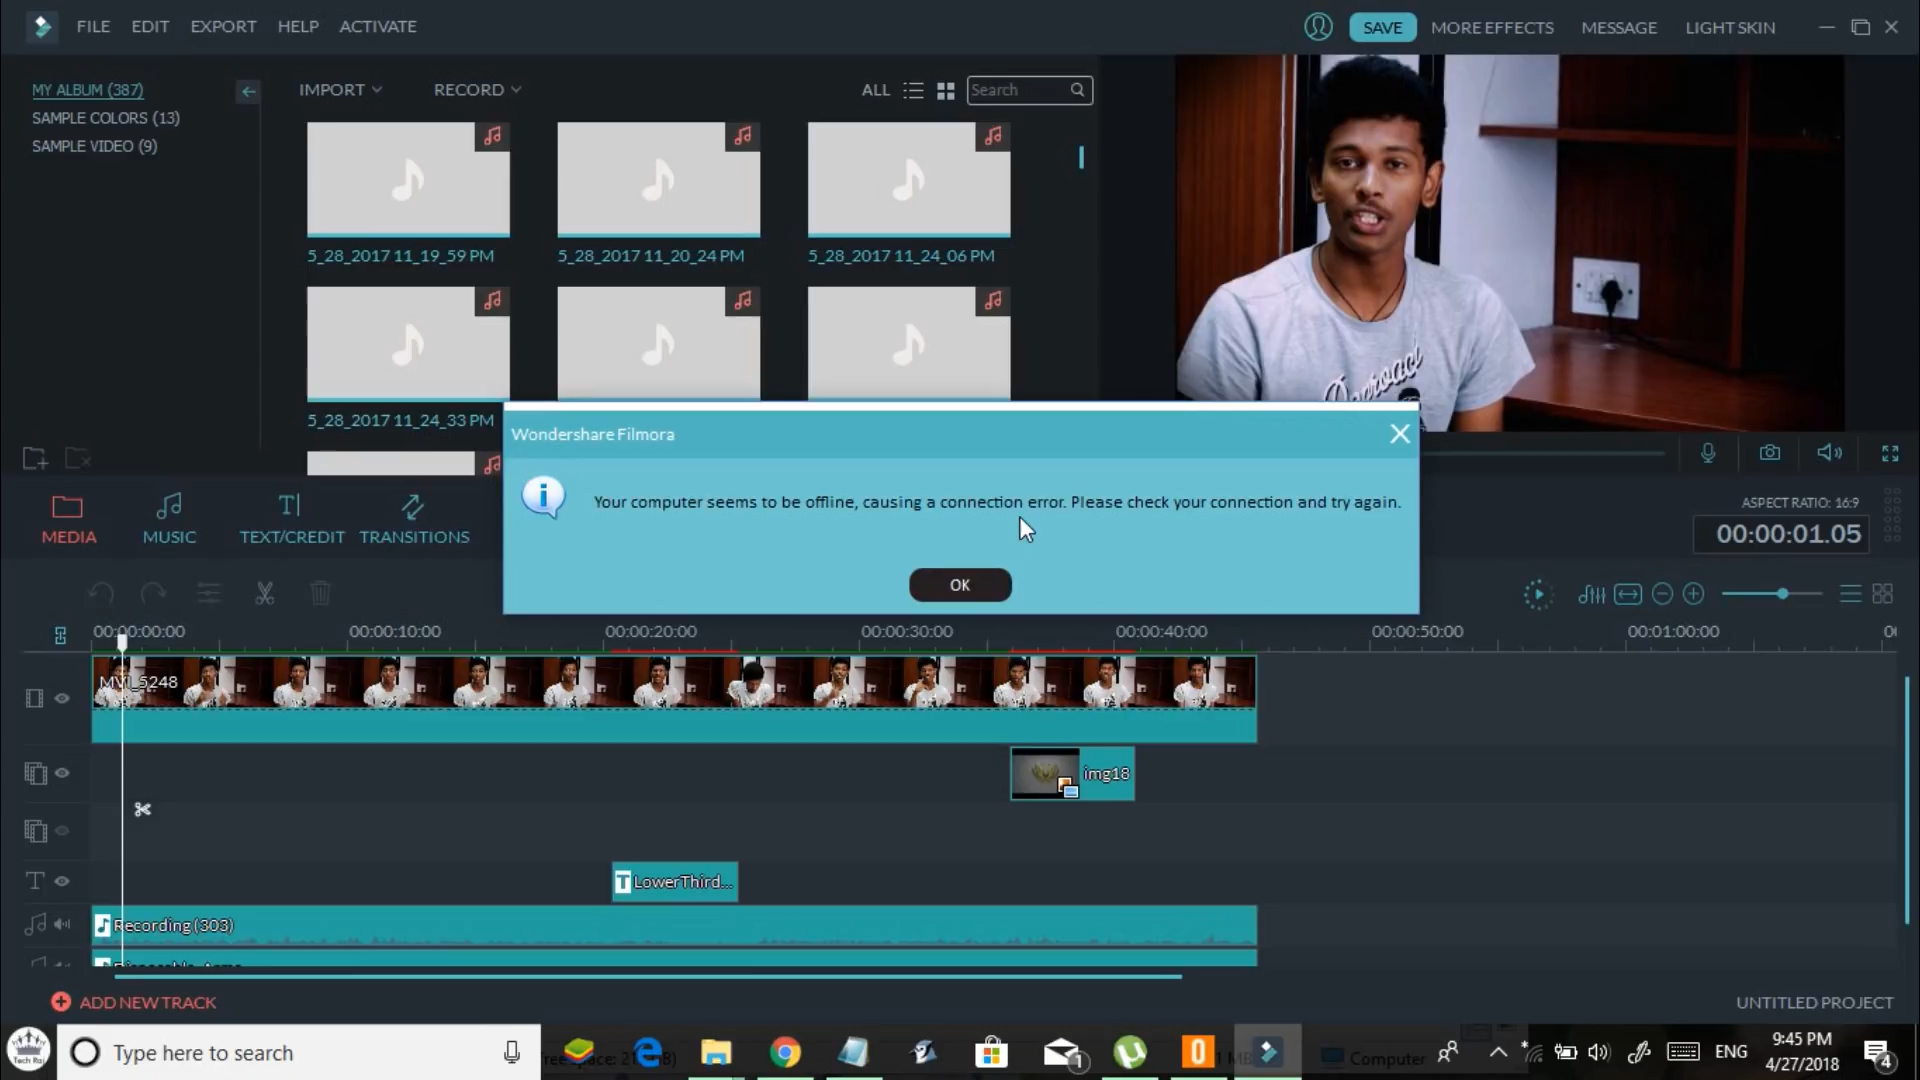 FILE EDIT EXPORT HELP ACTIVATE
SAVE MORE EFFECTS MESSAGE LIGHT SKIN
MY ALBUM (387)
SAMPLE COLORS (13)
SAMPLE VIDEO (9)
IMPORT RECORD ALL Search
5_28_2017 11_19_59 PM 5_28_2017 11_20_24 PM 5_28_2017 11_24_06 PM
5_28_2017 11_24_33 PM
Wondershare Filmora
Your computer seems to be offline, causing a connection error. Please check your connection and try again.
OK
MEDIA MUSIC TEXT/CREDIT TRANSITIONS
ASPECT RATIO: 16:9
00:00:01.05
00:00:00:00 00:00:10:00 00:00:20:00 00:00:30:00 00:00:40:00 00:00:50:00 00:01:00:00
MVI_5248
img18
LowerThird...
Recording (303)
ADD NEW TRACK
UNTITLED PROJECT
Tech Raj
Type here to search
Computer
ENG
9:45 PM
4/27/2018
1
4